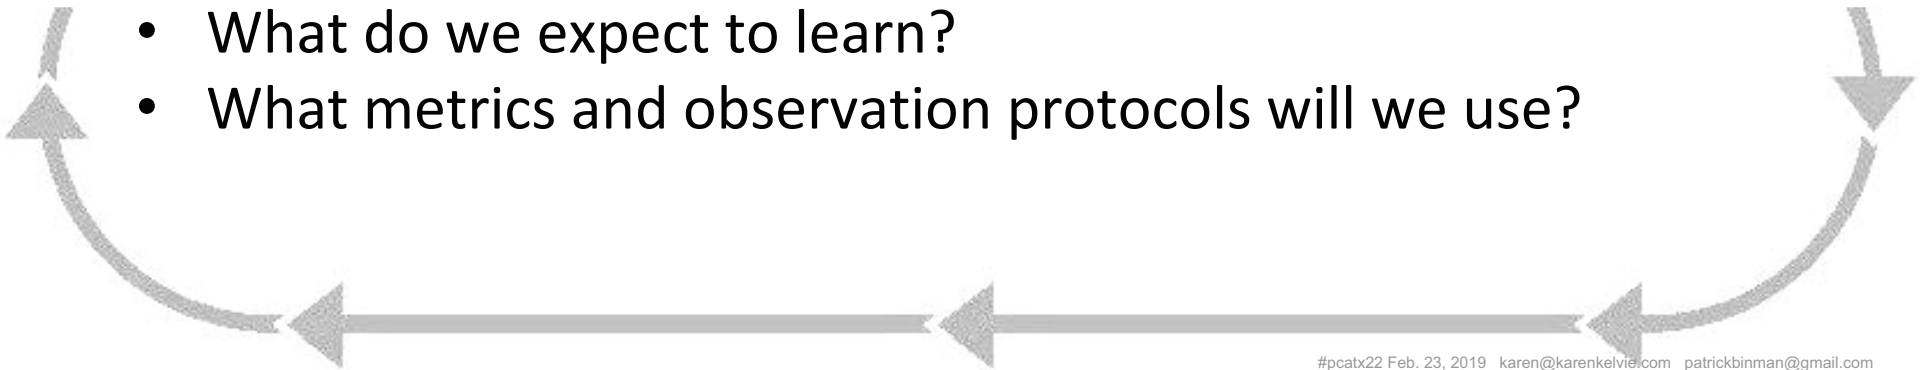 • What do we expect to learn?
• What metrics and observation protocols will we use?
#pcatx22 Feb. 23, 2019 karen@karenkelvie.com patrickbinman@gmail.com